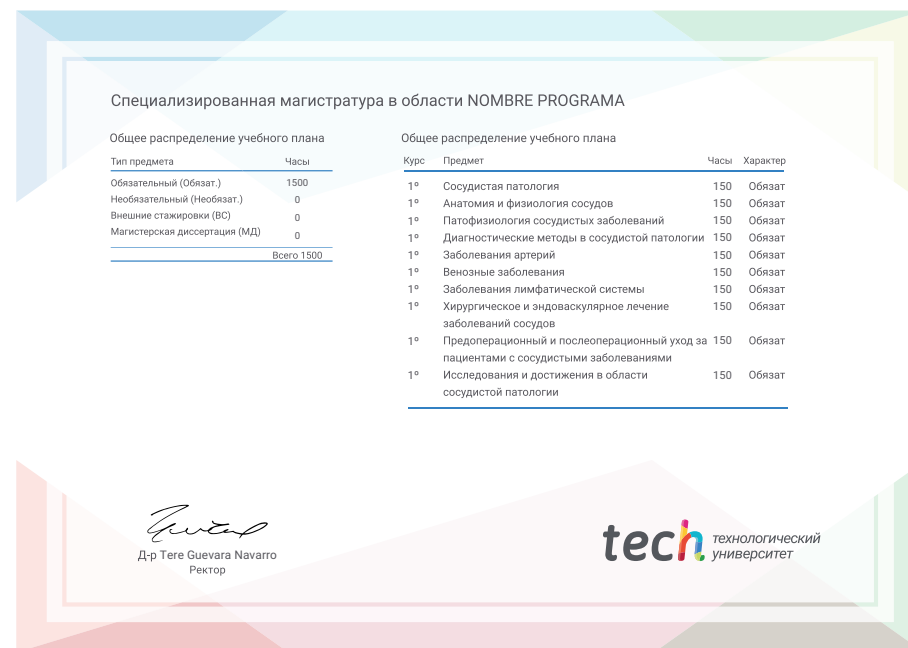 Специализированная магистратура в области NOMBRE PROGRAMA
Общее распределение учебного плана
Тип предмета Часы
Обязательный (Обязат.) 1500
Необязательный (Необязат.) 0
Внешние стажировки (ВС) 0
Магистерская диссертация (МД) 0
Всего 1500
Общее распределение учебного плана
Курс Предмет Часы Характер
1º Сосудистая патология 150 Обязат
1º Анатомия и физиология сосудов 150 Обязат
1º Патофизиология сосудистых заболеваний 150 Обязат
1º Диагностические методы в сосудистой патологии 150 Обязат
1º Заболевания артерий 150 Обязат
1º Венозные заболевания 150 Обязат
1º Заболевания лимфатической системы 150 Обязат
1º Хирургическое и эндоваскулярное лечение 150 Обязат
заболеваний сосудов
1º Предоперационный и послеоперационный уход за 150 Обязат
пациентами с сосудистыми заболеваниями
1º Исследования и достижения в области 150 Обязат
сосудистой патологии
Д-р Tere Guevara Navarro
Ректор
tech технологический
университет